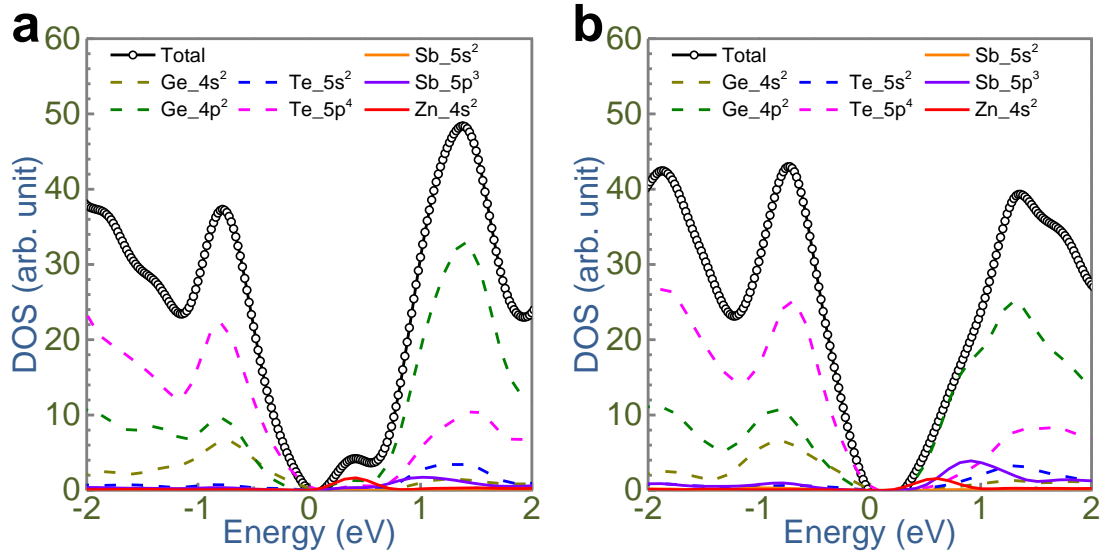 a
60
50
40
30
20
10
0
DOS (arb. unit)
Total
Ge_4s²
Ge_4p²
Te_5s²
Te_5p⁴
Sb_5s²
Sb_5p³
Zn_4s²
-2 -1 0 1 2
Energy (eV)
b
60
50
40
30
20
10
0
DOS (arb. unit)
Total
Ge_4s²
Ge_4p²
Te_5s²
Te_5p⁴
Sb_5s²
Sb_5p³
Zn_4s²
-2 -1 0 1 2
Energy (eV)